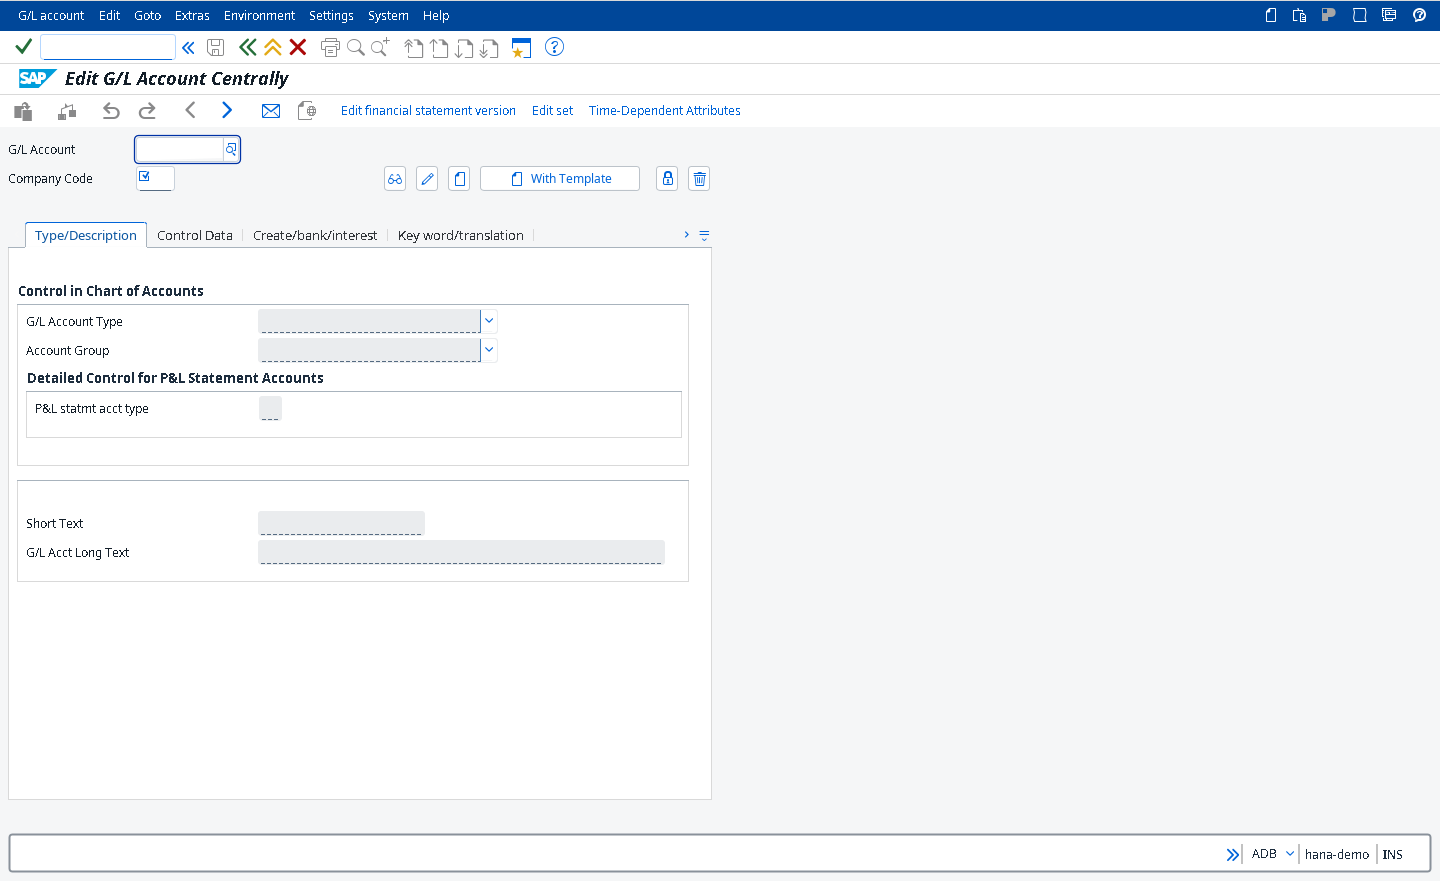 G/L account Edit Goto Extras Environment Settings System Help
SAP Edit G/L Account Centrally
Edit financial statement version Edit set Time-Dependent Attributes
G/L Account
Company Code With Template
Type/Description Control Data Create/bank/interest Key word/translation
Control in Chart of Accounts
G/L Account Type
Account Group
Detailed Control for P&L Statement Accounts
P&L statmt acct type
Short Text
G/L Acct Long Text
ADB hana-demo INS